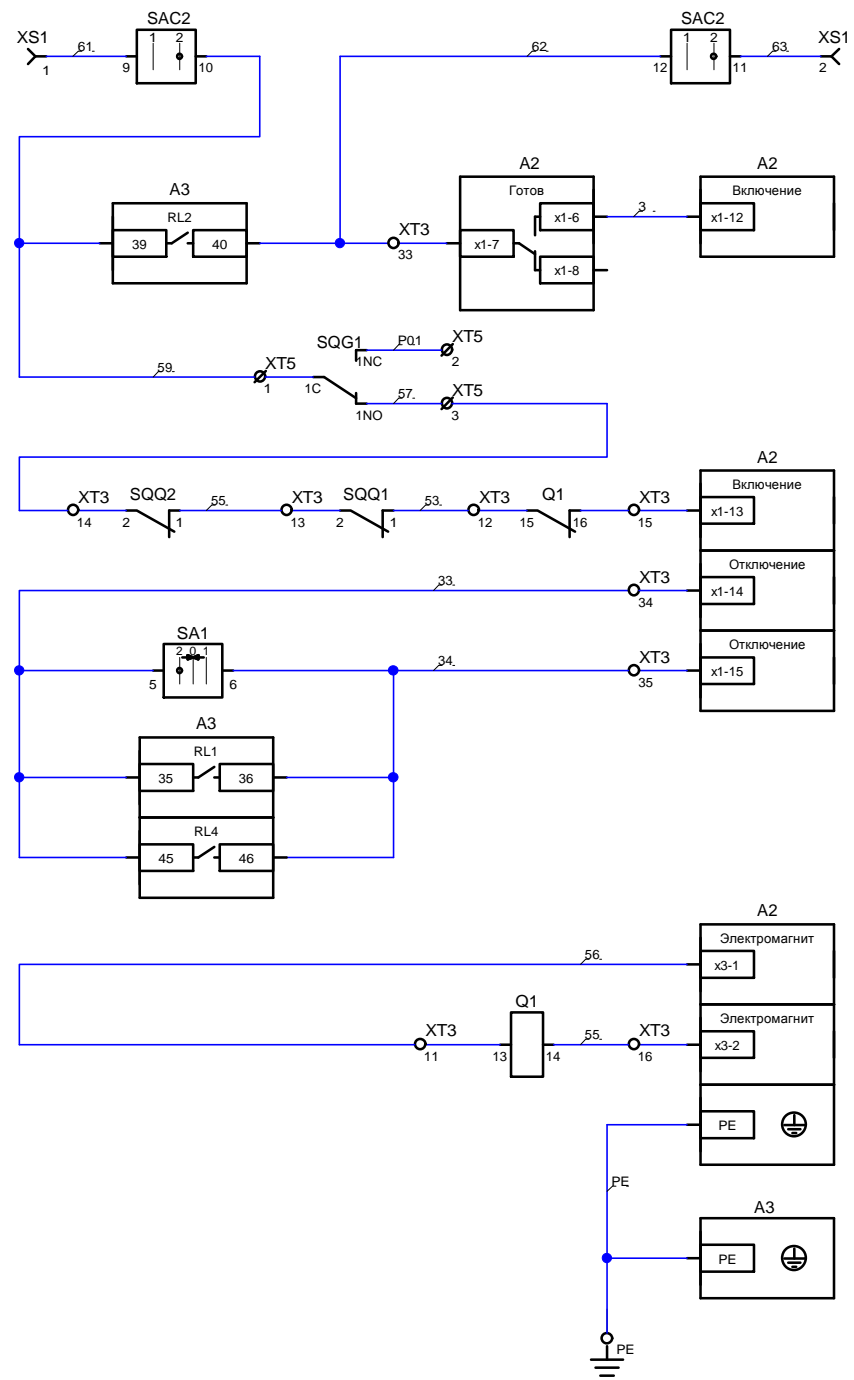 SAC2
SAC2
XS1
61
1 2
62
1 2
63
XS1
1
9
10
12
11
2
A3
A2
A2
RL2
Готов
Включение
39
40
XT3
33
x1-7
x1-6
x1-8
3
x1-12
SQG1
1NC
P01
XT5
2
59
XT5
1
1C
1NO
57
XT5
3
A2
Включение
XT3
14
SQQ2
2
1
55
XT3
13
SQQ1
2
1
53
XT3
12
Q1
15
16
XT3
15
x1-13
Отключение
33
XT3
34
x1-14
SA1
2 0 1
Отключение
5
6
34
XT3
35
x1-15
A3
RL1
35
36
RL4
45
46
A2
Электромагнит
56
x3-1
Q1
Электромагнит
XT3
11
13
14
55
XT3
16
x3-2
PE
PE
A3
PE
PE